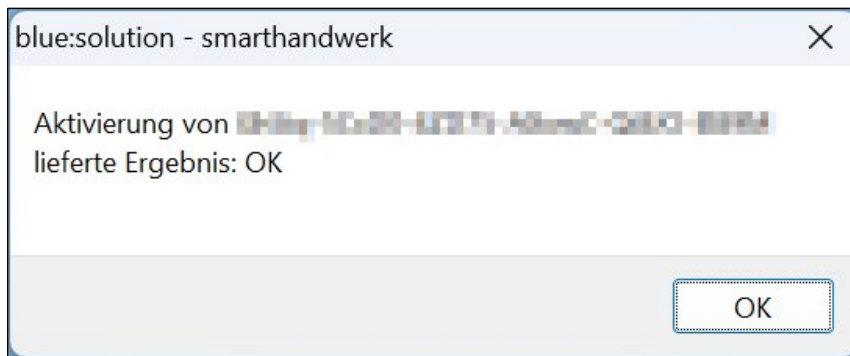 blue:solution - smarthandwerk
Aktivierung von
lieferte Ergebnis: OK
OK